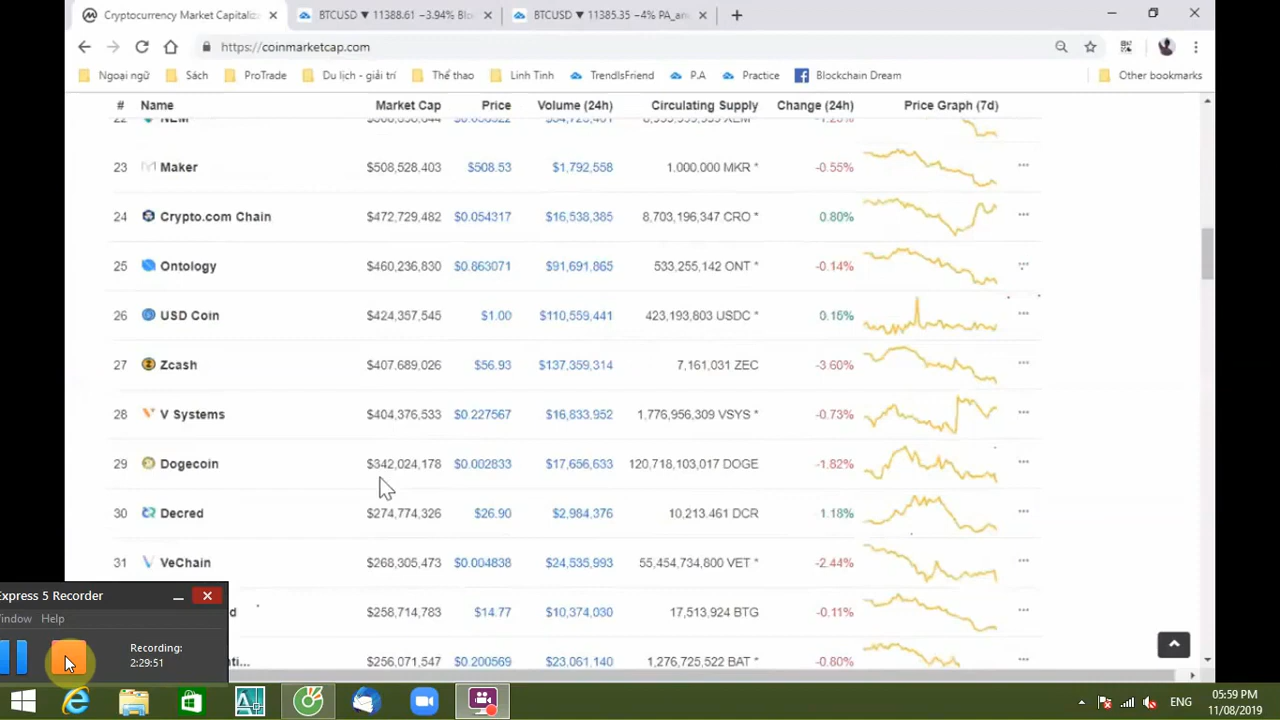 Cryptocurrency Market Capitaliz
BTCUSD ▼ 11388.61 −3.94% Blo
BTCUSD ▼ 11385.35 −4% PA_an
https://coinmarketcap.com
Ngoại ngữ Sách ProTrade Du lịch - giải trí Thể thao Linh Tinh TrendIsFriend P.A Practice Blockchain Dream Other bookmarks
# Name Market Cap Price Volume (24h) Circulating Supply Change (24h) Price Graph (7d)
22 NEM
23 Maker $508,528,403 $508.53 $1,792,558 1,000,000 MKR * -0.55%
24 Crypto.com Chain $472,729,482 $0.054317 $16,538,385 8,703,196,347 CRO * 0.80%
25 Ontology $460,236,830 $0.863071 $91,691,865 533,255,142 ONT * -0.14%
26 USD Coin $424,357,545 $1.00 $110,559,441 423,193,803 USDC * 0.16%
27 Zcash $407,689,026 $56.93 $137,359,314 7,161,031 ZEC -3.60%
28 V Systems $404,376,533 $0.227567 $16,833,952 1,776,956,309 VSYS * -0.73%
29 Dogecoin $342,024,178 $0.002833 $17,656,633 120,718,103,017 DOGE -1.82%
30 Decred $274,774,326 $26.90 $2,984,376 10,213,461 DCR 1.18%
31 VeChain $268,305,473 $0.004838 $24,535,993 55,454,734,800 VET * -2.44%
d $258,714,783 $14.77 $10,374,030 17,513,924 BTG -0.11%
nti... $256,071,547 $0.200569 $23,061,140 1,276,725,522 BAT * -0.80%
Express 5 Recorder
indow Help
Recording:
2:29:51
ENG
05:59 PM
11/08/2019